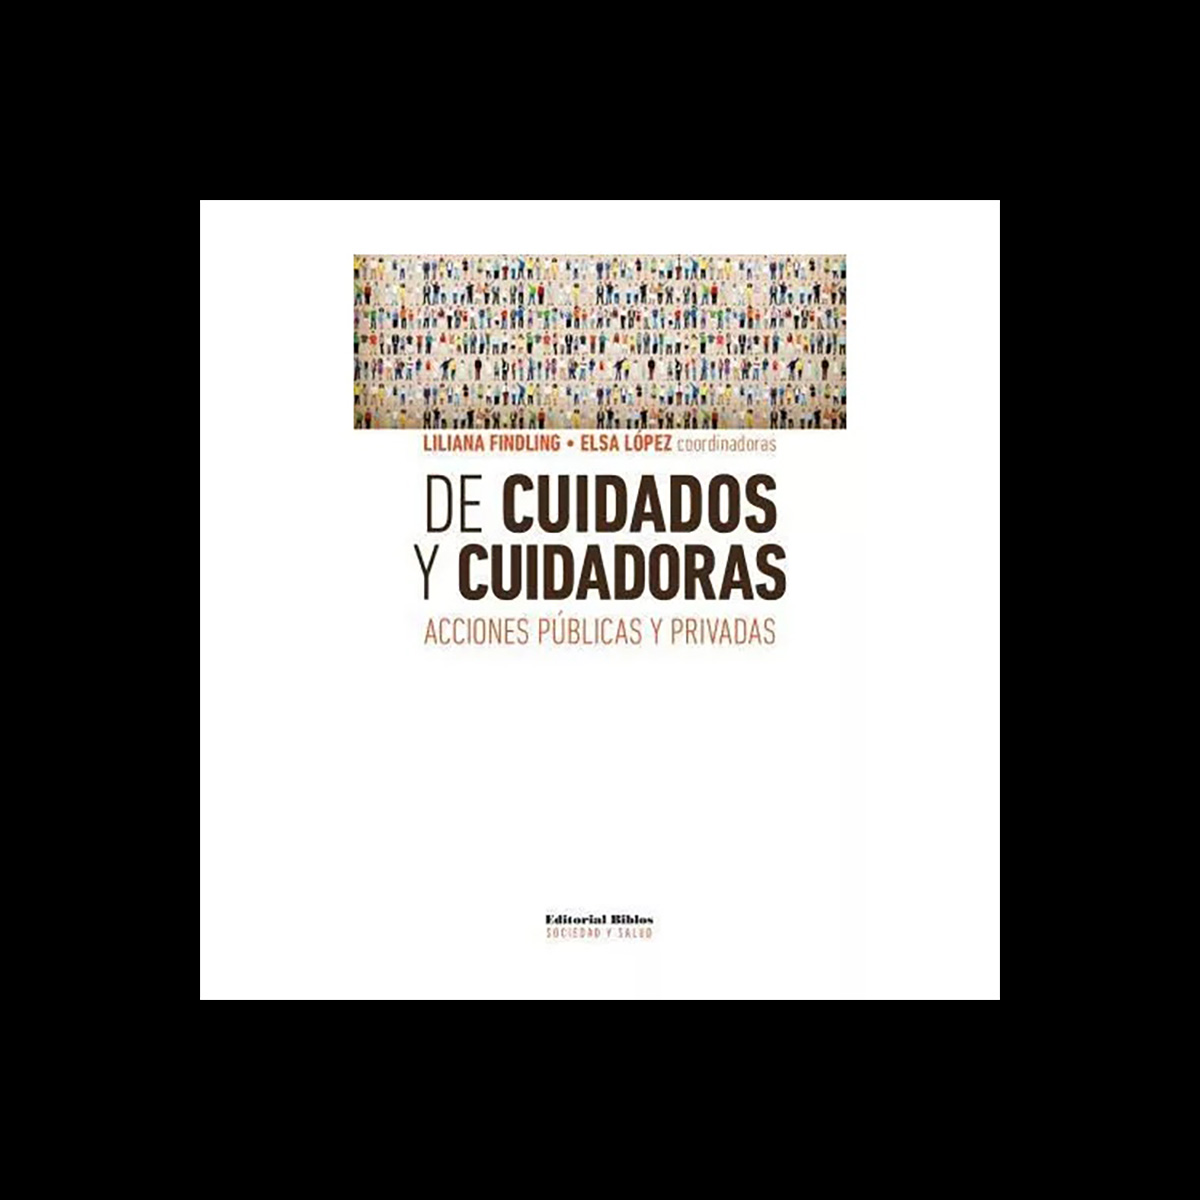 LILIANA FINDLING • ELSA LÓPEZ coordinadoras
DE CUIDADOS
Y CUIDADORAS
ACCIONES PÚBLICAS Y PRIVADAS
Editorial Biblos
SOCIEDAD Y SALUD